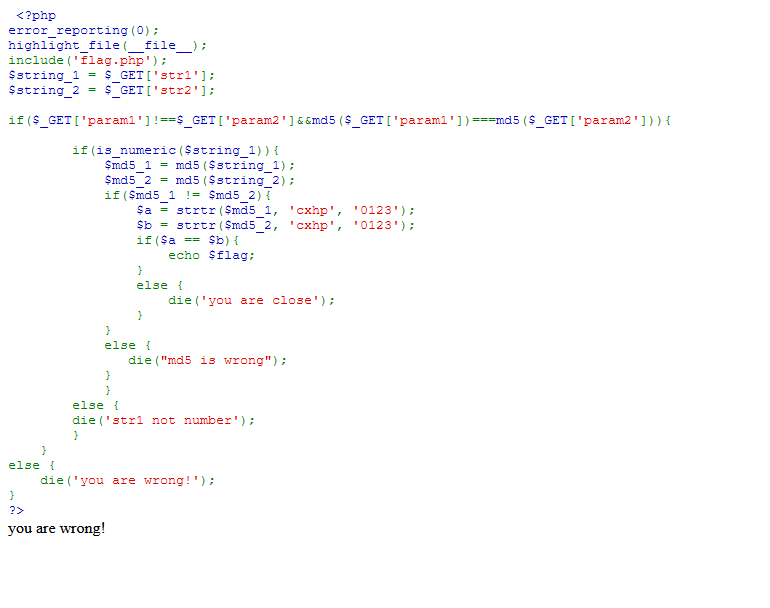 <?php
error_reporting(0);
highlight_file(__file__);
include('flag.php');
$string_1 = $_GET['str1'];
$string_2 = $_GET['str2'];
if($_GET['param1']!==$_GET['param2']&&md5($_GET['param1'])===md5($_GET['param2'])){
if(is_numeric($string_1)){
$md5_1 = md5($string_1);
$md5_2 = md5($string_2);
if($md5_1 != $md5_2){
$a = strtr($md5_1, 'cxhp', '0123');
$b = strtr($md5_2, 'cxhp', '0123');
if($a == $b){
echo $flag;
}
else {
die('you are close');
}
}
else {
die("md5 is wrong");
}
}
else {
die('str1 not number');
}
}
else {
die('you are wrong!');
}
?>
you are wrong!